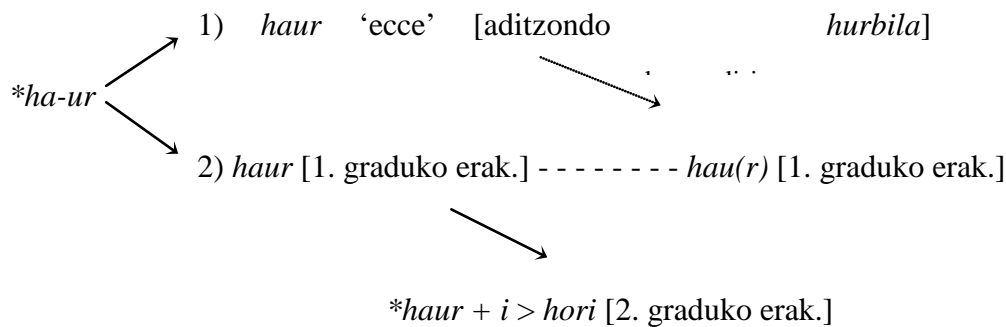 1) haur ‘ecce’ [aditzondo hurbila]
*ha-ur
2) haur [1. graduko erak.] - - - - - - - - hau(r) [1. graduko erak.]
*haur + i > hori [2. graduko erak.]